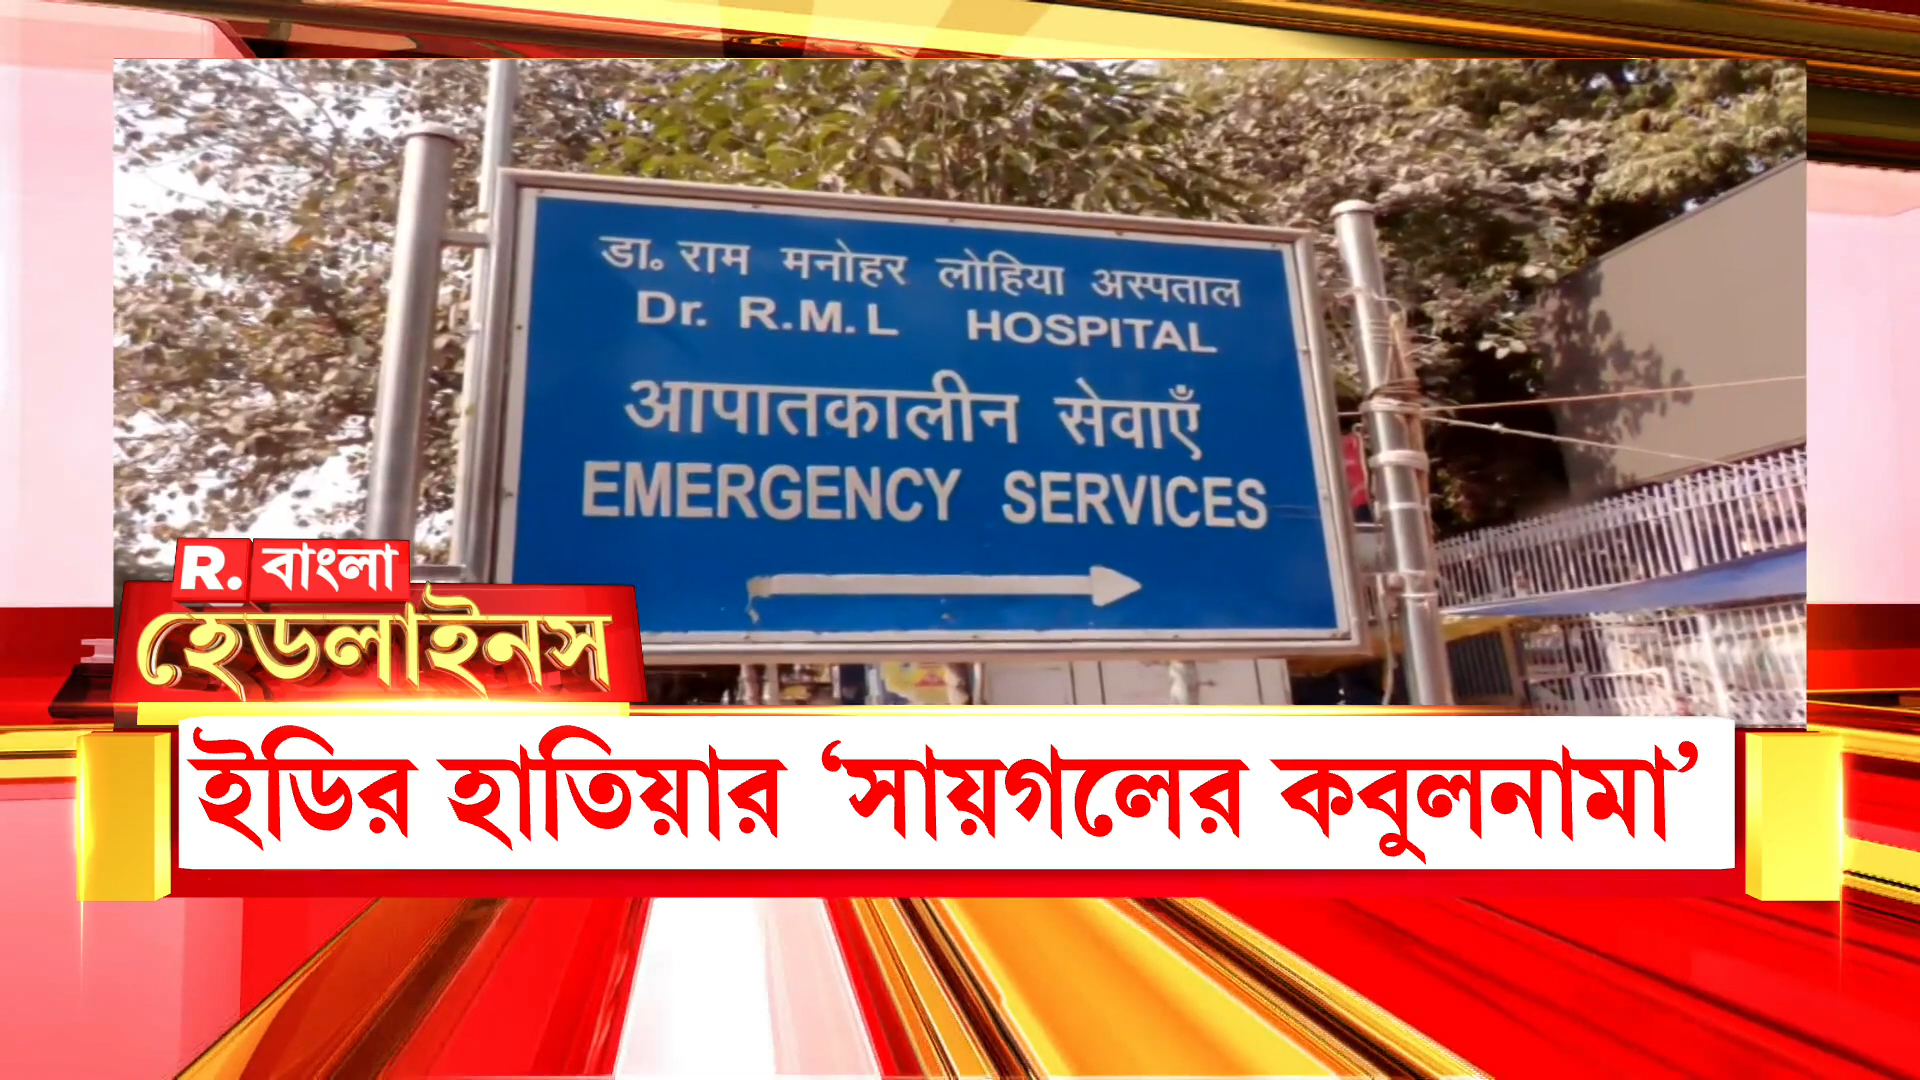 डा. राम मनोहर लोहिया अस्पताल
Dr. R.M.L HOSPITAL
आपातकालीन सेवाएँ
EMERGENCY SERVICES
R. বাংলা
হেডলাইনস
ইডির হাতিয়ার ‘সায়গলের কবুলনামা’